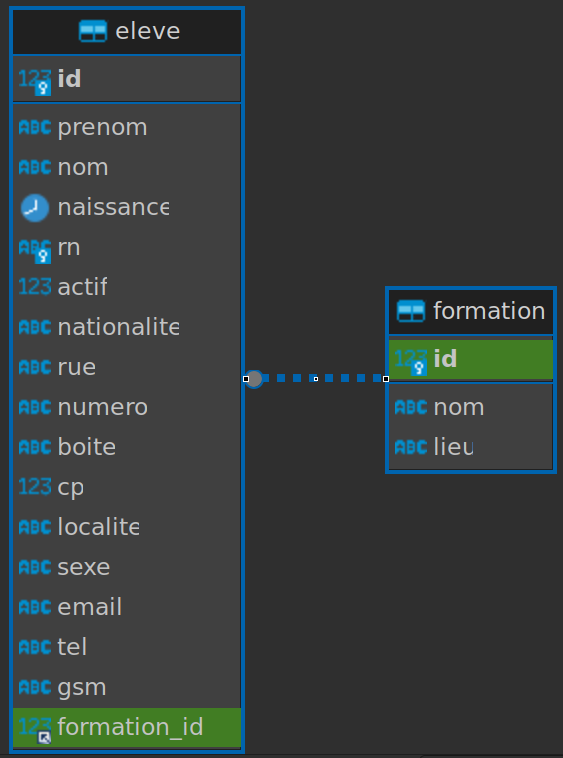 eleve
123 id
ABC prenom
ABC nom
naissance
ABC rn
123 actif
ABC nationalite
ABC rue
ABC numero
ABC boite
123 cp
ABC localite
ABC sexe
ABC email
ABC tel
ABC gsm
123 formation_id
formation
123 id
ABC nom
ABC lieu